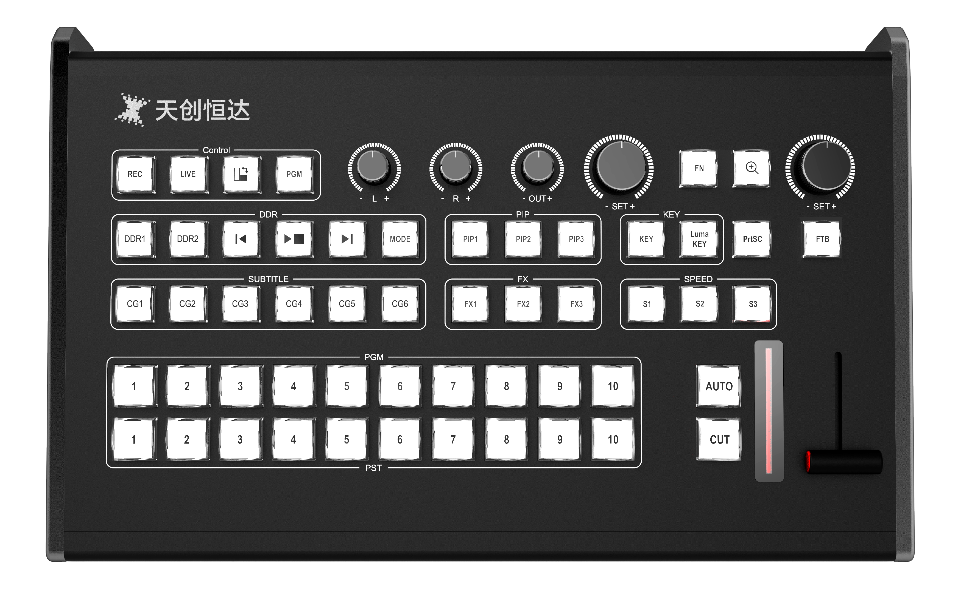 天创恒达
Control
REC LIVE PGM
- L +
- R +
- OUT +
- SET +
FN
- SET +
DDR
DDR1 DDR2 MODE
PIP
PIP1 PIP2 PIP3
KEY
KEY Luma KEY
PrtSC
FTB
SUBTITLE
CG1 CG2 CG3 CG4 CG5 CG6
FX
FX1 FX2 FX3
SPEED
S1 S2 S3
PGM
1 2 3 4 5 6 7 8 9 10
AUTO
1 2 3 4 5 6 7 8 9 10
CUT
PST